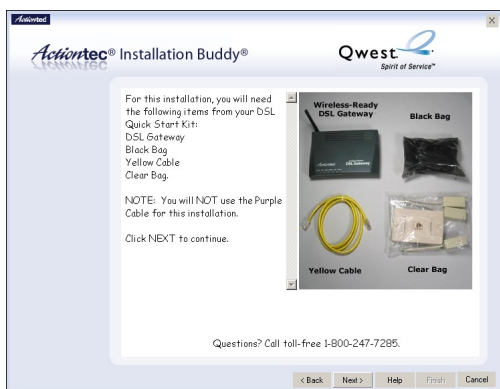 Actiontec
Actiontec® Installation Buddy®
Qwest
Spirit of Service™
For this installation, you will need
the following items from your DSL
Quick Start Kit:
DSL Gateway
Black Bag
Yellow Cable
Clear Bag.
NOTE: You will NOT use the Purple
Cable for this installation.
Click NEXT to continue.
Wireless-Ready
DSL Gateway
Black Bag
Actiontec
DSL Gateway
Yellow Cable
Clear Bag
Questions? Call toll-free 1-800-247-7285.
< Back
Next >
Help
Finish
Cancel